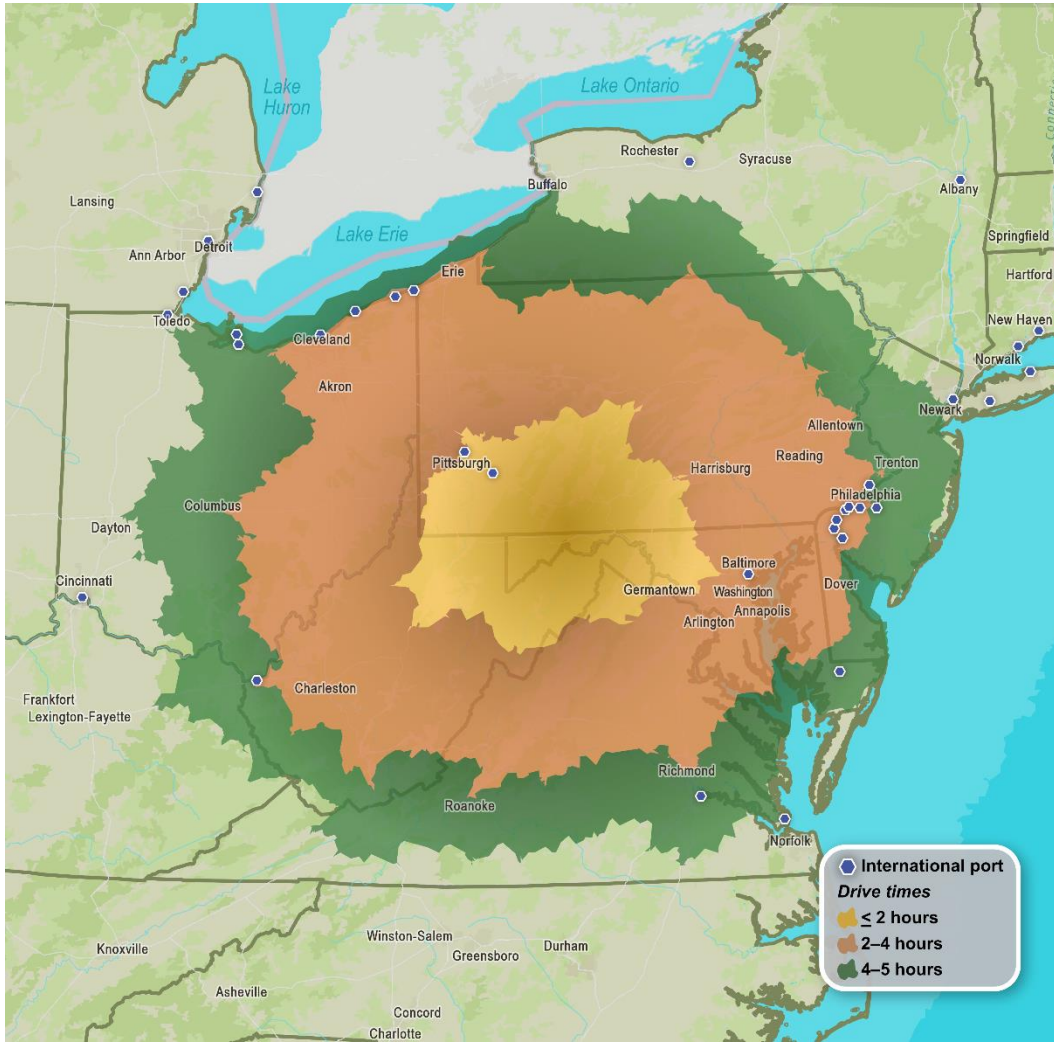 Lake
Huron
Lake Ontario
Rochester
Syracuse
Buffalo
Lansing
Albany
Lake Erie
Detroit
Ann Arbor
Springfield
Erie
Hartford
Toledo
New Haven
Cleveland
Norwalk
Akron
Newark
Allentown
Pittsburgh
Harrisburg
Reading
Trenton
Columbus
Philadelphia
Dayton
Baltimore
Cincinnati
Germantown
Washington
Dover
Annapolis
Arlington
Charleston
Frankfort
Lexington-Fayette
Richmond
Roanoke
Norfolk
International port
Drive times
≤ 2 hours
2–4 hours
4–5 hours
Winston-Salem
Knoxville
Greensboro
Durham
Asheville
Concord
Charlotte